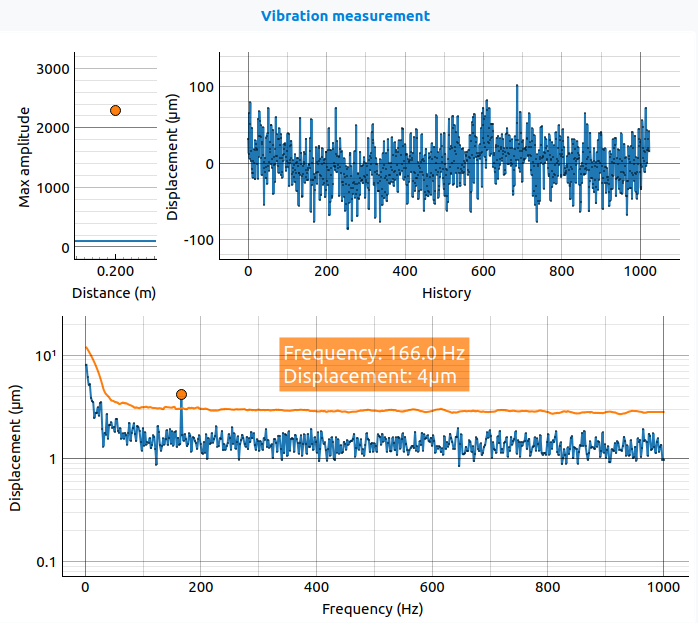 Vibration measurement
Max amplitude
3000
2000
1000
0
0.200
Distance (m)
Displacement (μm)
100
0
-100
0 200 400 600 800 1000
History
Displacement (μm)
10¹
1
0.1
Frequency: 166.0 Hz
Displacement: 4μm
0 200 400 600 800 1000
Frequency (Hz)